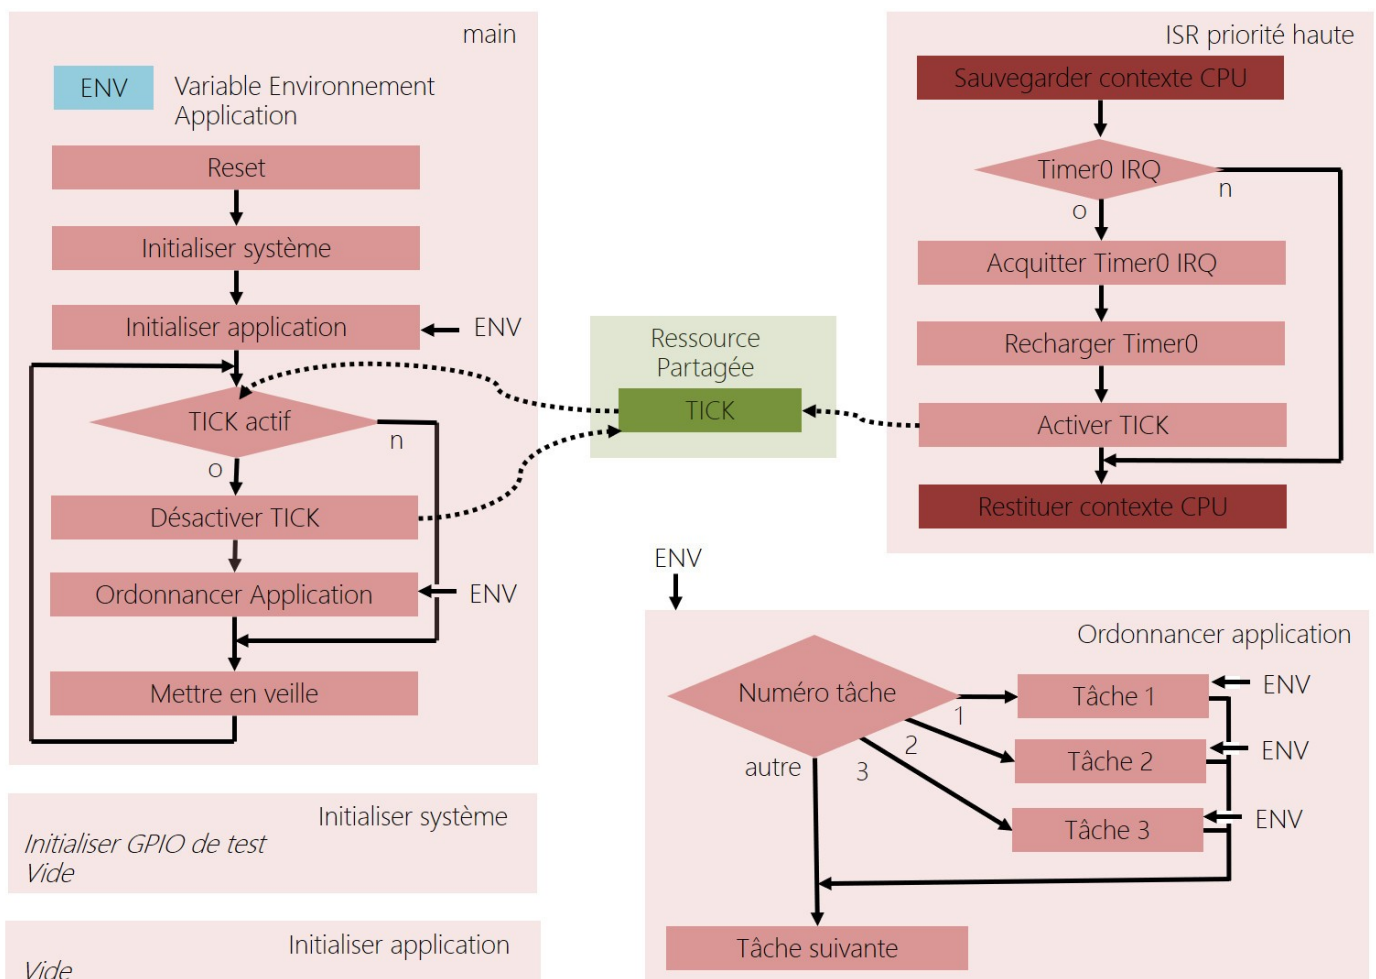 main
ENV
Variable Environnement
Application
Reset
Initialiser système
Initialiser application
ENV
TICK actif
n
o
Désactiver TICK
Ordonnancer Application
ENV
Mettre en veille
Initialiser système
Initialiser GPIO de test
Vide
Initialiser application
Vide
Ressource
Partagée
TICK
ISR priorité haute
Sauvegarder contexte CPU
Timer0 IRQ
n
o
Acquitter Timer0 IRQ
Recharger Timer0
Activer TICK
Restituer contexte CPU
ENV
Ordonnancer application
Numéro tâche
1
2
3
autre
Tâche 1
ENV
Tâche 2
ENV
Tâche 3
ENV
Tâche suivante